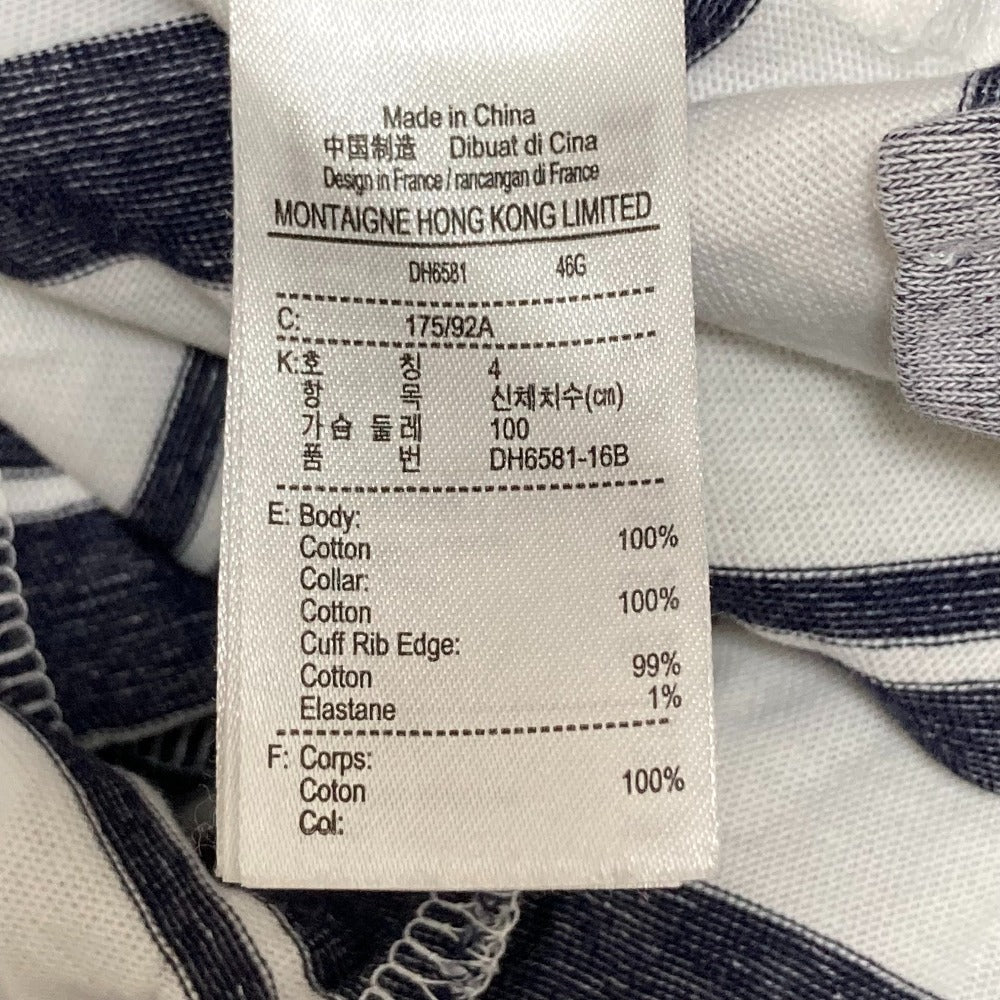 Made in China
中国制造 Dibuat di Cina
Design in France / rancangan di France
MONTAIGNE HONG KONG LIMITED
DH6581 46G
C: 175/92A
K: 호 칭 4
항 목 신체치수(cm)
가슴 둘레 100
품 번 DH6581-16B
E: Body:
Cotton 100%
Collar:
Cotton 100%
Cuff Rib Edge:
Cotton 99%
Elastane 1%
F: Corps:
Coton 100%
Col: